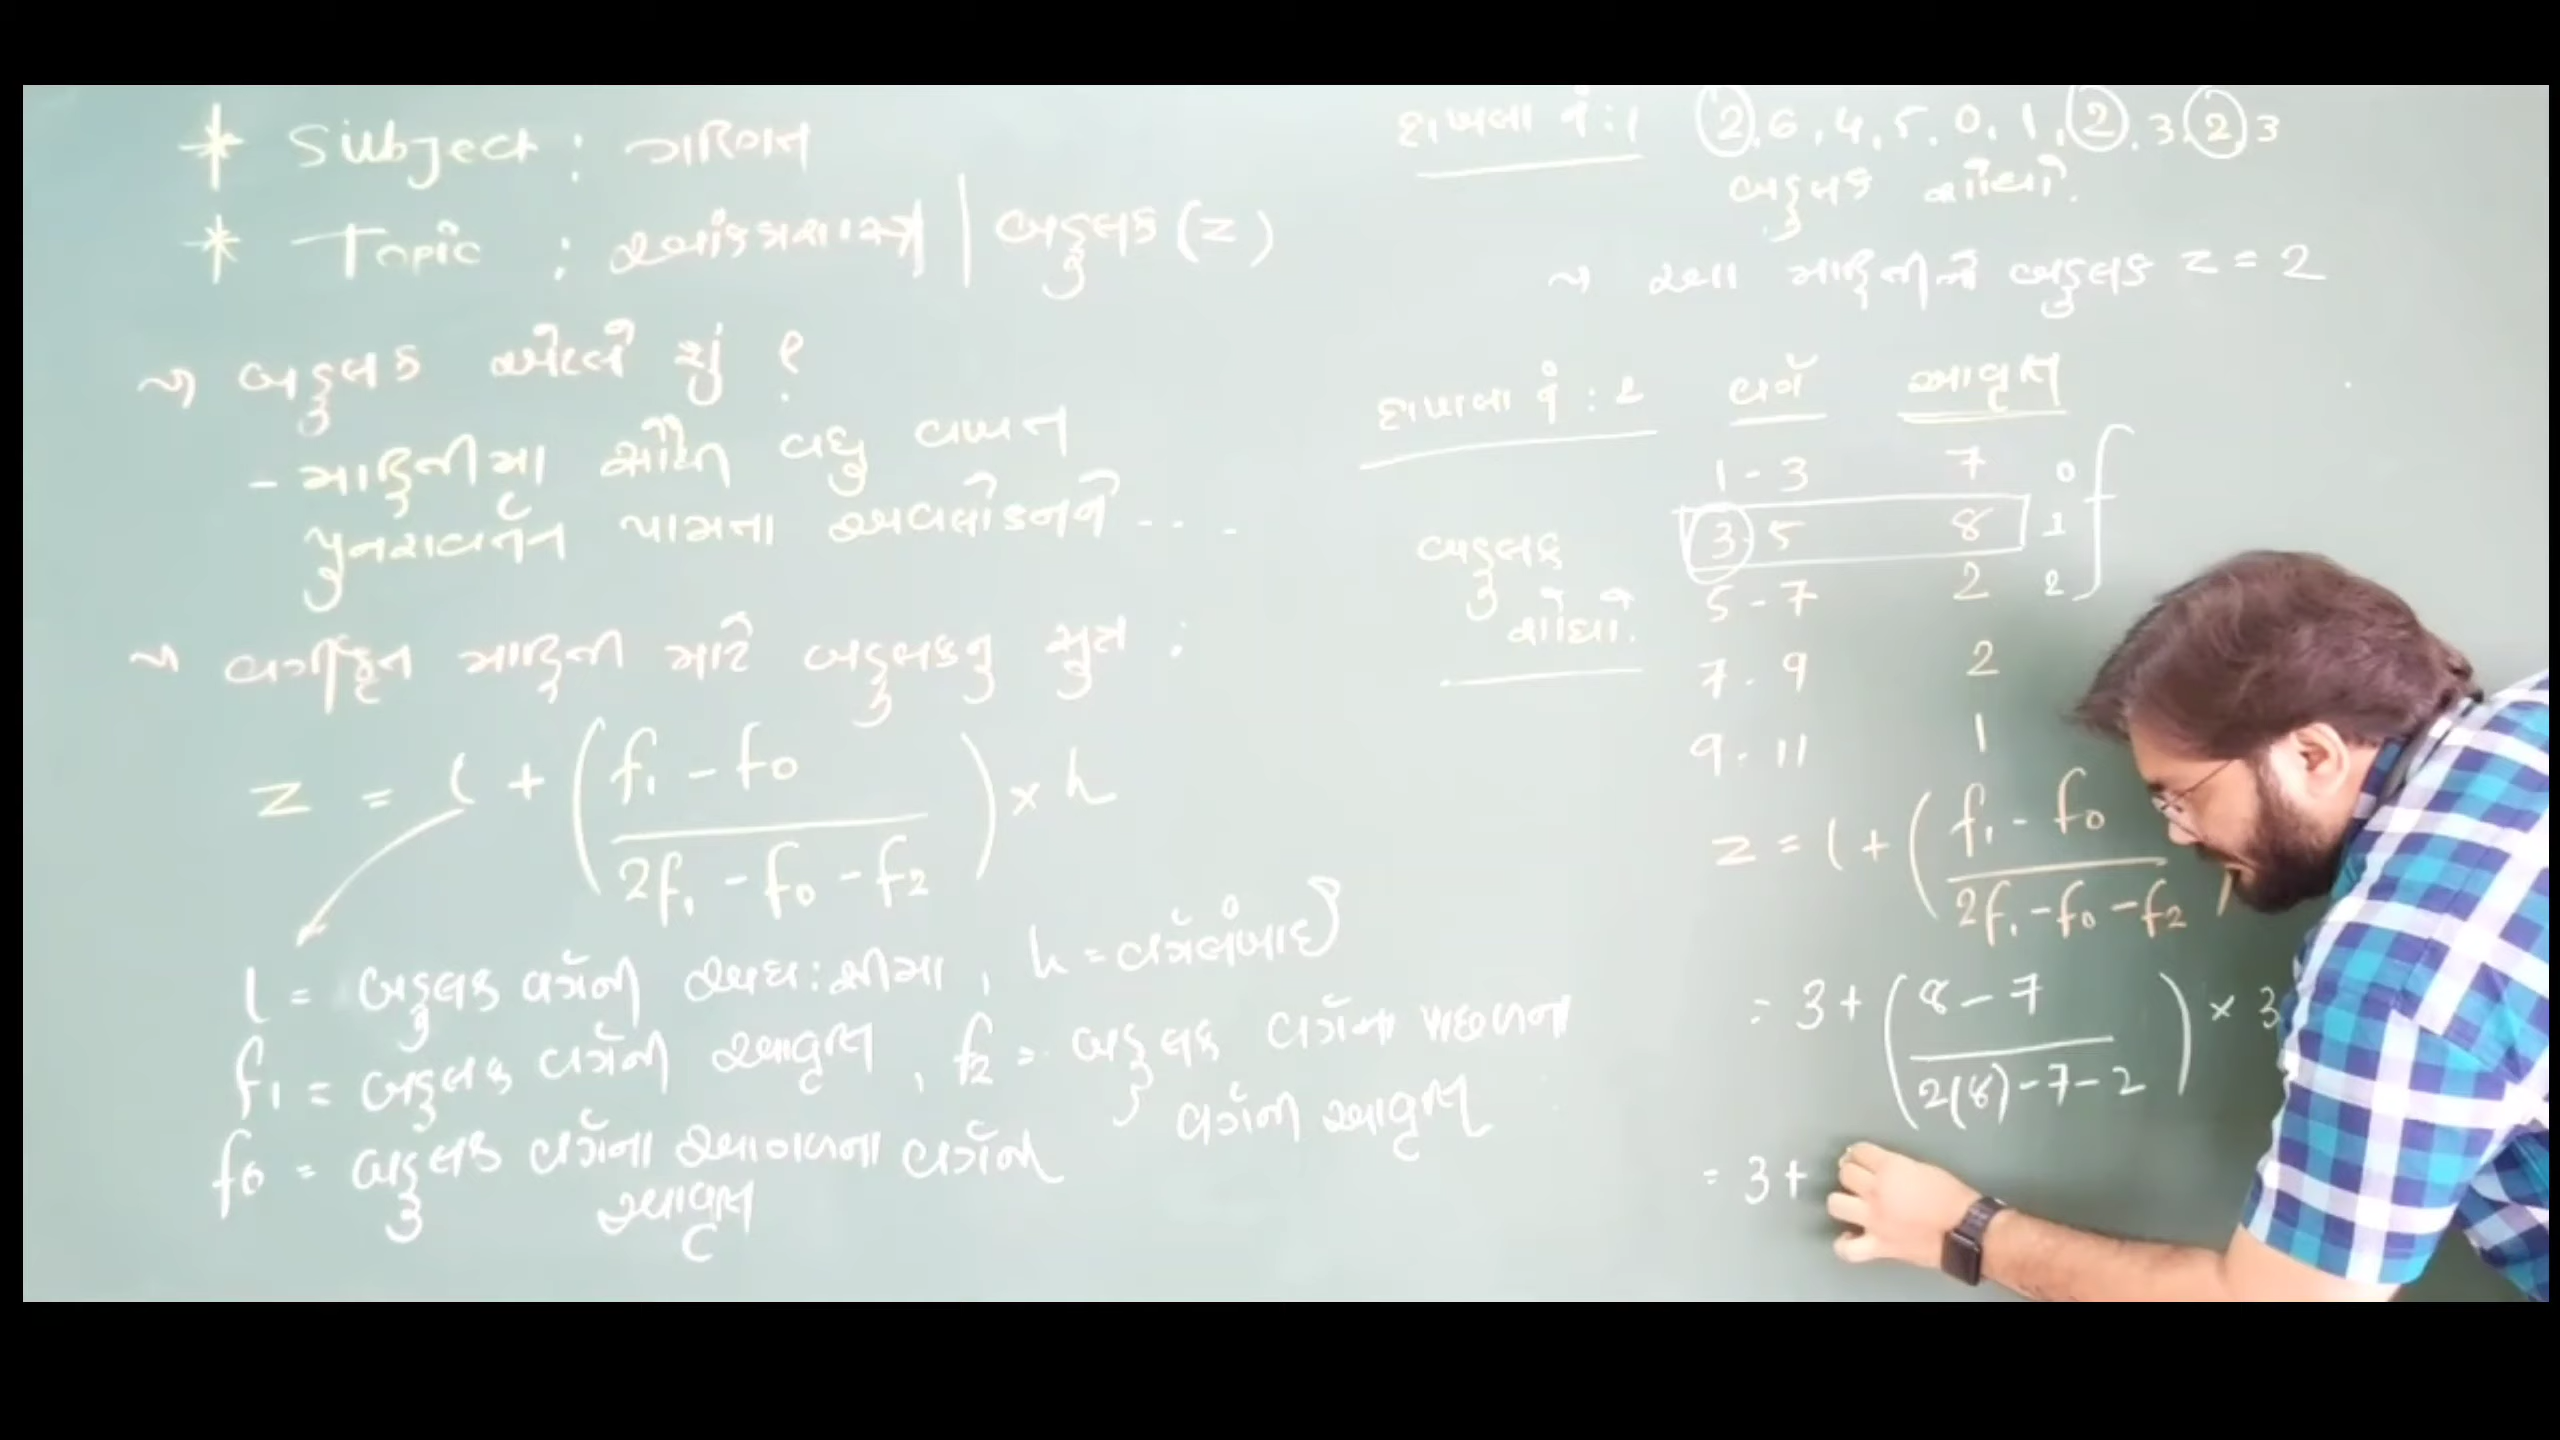 * Subject : ગણિત
* Topic : આંકડાશાસ્ત્ર | બહુલક (z)
~> બહુલક એટલે શું ?
- માહિતીમા સૌથી વધુ વખત
પુનરાવર્તન પામતા અવલોકનને - - -
~> વર્ગીકૃત માહિતી માટે બહુલકનુ સુત્ર :
z = l + ( f₁ - f₀ / 2f₁ - f₀ - f₂ ) × h
l = બહુલક વર્ગની અધ:સીમા , h = વર્ગલંબાઈ
f₁ = બહુલક વર્ગની આવૃત્તિ , f₂ = બહુલક વર્ગના પાછળના
વર્ગની આવૃત્તિ
f₀ = બહુલક વર્ગના આગળના વર્ગની
આવૃત્તિ
દાખલા નં : 1 2, 6, 4, 5, 0, 1, 2, 3, 2, 3
બહુલક શોધો.
~> આ માહિતીનો બહુલક z = 2
દાખલા નં : 2 વર્ગ આવૃત્તિ
1 - 3 7 0 f
3 - 5 8 1
5 - 7 2 2
7 - 9 2
9 - 11 1
બહુલક
શોધો.
z = l + ( f₁ - f₀ / 2f₁ - f₀ - f₂ )
= 3 + ( 8 - 7 / 2(8) - 7 - 2 ) × 3
= 3 +